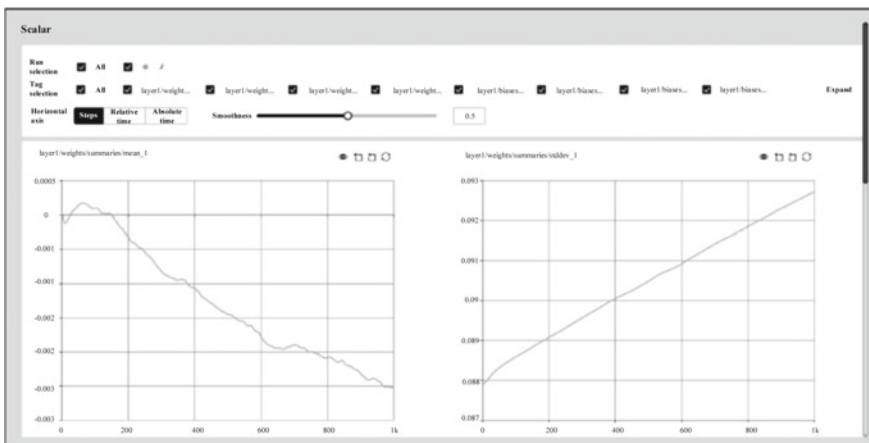 Scalar
Run selection All /
Tag selection All layer1/weight... layer1/weight... layer1/weight... layer1/weight... layer1/biases... layer1/biases... layer1/biases... layer1/biases... Expand
Horizontal axis Steps Relative time Absolute time Smoothness 0.5
layer1/weights/summaries/mean_1
0.0005
0
-0.001
-0.001
-0.002
-0.002
-0.003
-0.003
0 200 400 600 800 1k
layer1/weights/summaries/stddev_1
0.093
0.092
0.091
0.09
0.089
0.088
0.087
0 200 400 600 800 1k